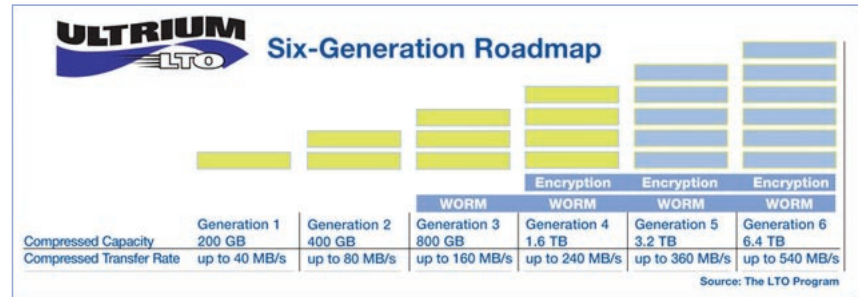 ULTRIUM
LTO
Six-Generation Roadmap
Encryption Encryption Encryption
WORM WORM WORM WORM
Generation 1 Generation 2 Generation 3 Generation 4 Generation 5 Generation 6
Compressed Capacity 200 GB 400 GB 800 GB 1.6 TB 3.2 TB 6.4 TB
Compressed Transfer Rate up to 40 MB/s up to 80 MB/s up to 160 MB/s up to 240 MB/s up to 360 MB/s up to 540 MB/s
Source: The LTO Program